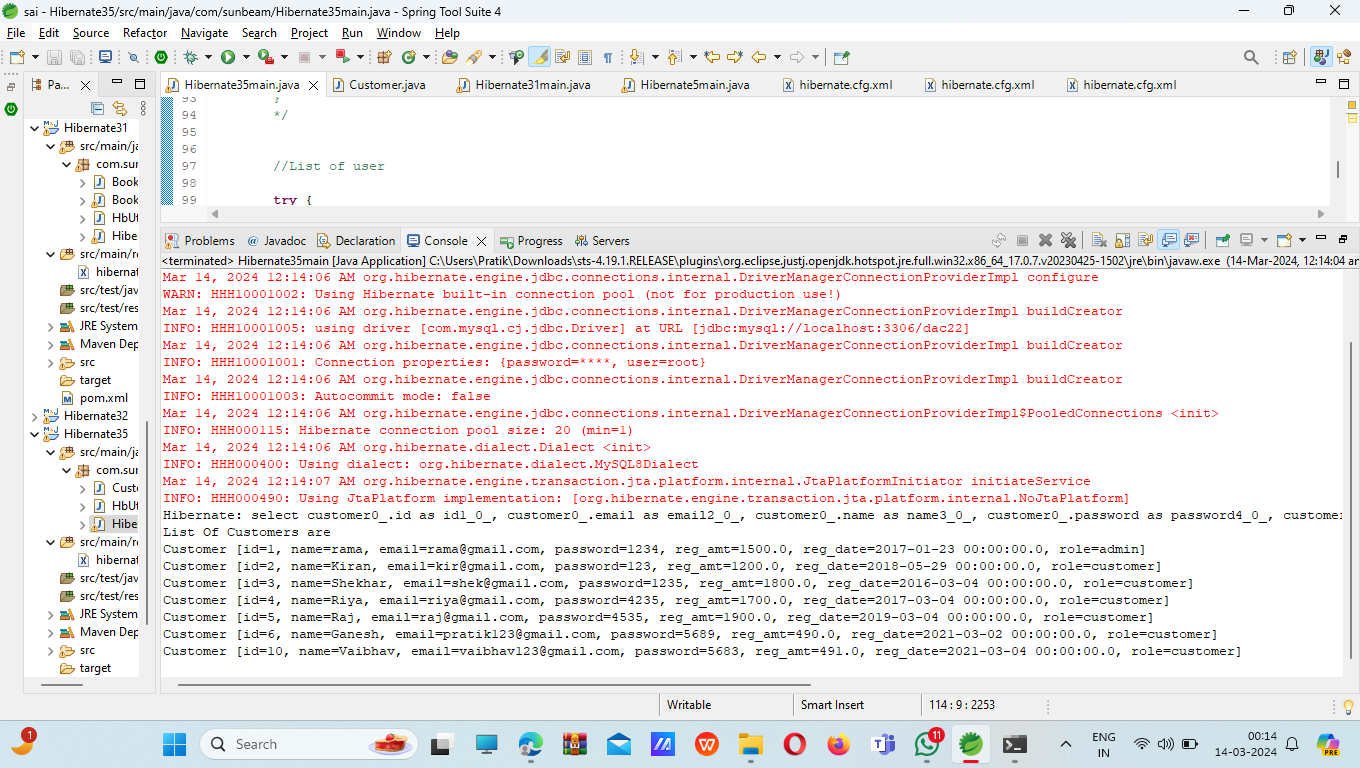 sai - Hibernate35/src/main/java/com/sunbeam/Hibernate35main.java - Spring Tool Suite 4
File Edit Source Refactor Navigate Search Project Run Window Help
Pa...
Hibernate35main.java Customer.java Hibernate31main.java Hibernate5main.java hibernate.cfg.xml hibernate.cfg.xml hibernate.cfg.xml
93 }
94 */
95
96
97 //List of user
98
99 try {
Hibernate31
src/main/ja
com.sur
Book
Book
HbUt
Hibe
src/main/re
hibernat
src/test/jav
src/test/res
JRE System
Maven Dep
src
target
pom.xml
Hibernate32
Hibernate35
src/main/ja
com.sur
Custo
HbUt
Hibe
src/main/re
hibernat
src/test/jav
src/test/res
JRE System
Maven Dep
src
target
Problems @ Javadoc Declaration Console Progress Servers
<terminated> Hibernate35main [Java Application] C:\Users\Pratik\Downloads\sts-4.19.1.RELEASE\plugins\org.eclipse.justj.openjdk.hotspot.jre.full.win32.x86_64_17.0.7.v20230425-1502\jre\bin\javaw.exe (14-Mar-2024, 12:14:04 an
Mar 14, 2024 12:14:06 AM org.hibernate.engine.jdbc.connections.internal.DriverManagerConnectionProviderImpl configure
WARN: HHH10001002: Using Hibernate built-in connection pool (not for production use!)
Mar 14, 2024 12:14:06 AM org.hibernate.engine.jdbc.connections.internal.DriverManagerConnectionProviderImpl buildCreator
INFO: HHH10001005: using driver [com.mysql.cj.jdbc.Driver] at URL [jdbc:mysql://localhost:3306/dac22]
Mar 14, 2024 12:14:06 AM org.hibernate.engine.jdbc.connections.internal.DriverManagerConnectionProviderImpl buildCreator
INFO: HHH10001001: Connection properties: {password=****, user=root}
Mar 14, 2024 12:14:06 AM org.hibernate.engine.jdbc.connections.internal.DriverManagerConnectionProviderImpl buildCreator
INFO: HHH10001003: Autocommit mode: false
Mar 14, 2024 12:14:06 AM org.hibernate.engine.jdbc.connections.internal.DriverManagerConnectionProviderImpl$PooledConnections <init>
INFO: HHH000115: Hibernate connection pool size: 20 (min=1)
Mar 14, 2024 12:14:06 AM org.hibernate.dialect.Dialect <init>
INFO: HHH000400: Using dialect: org.hibernate.dialect.MySQL8Dialect
Mar 14, 2024 12:14:07 AM org.hibernate.engine.transaction.jta.platform.internal.JtaPlatformInitiator initiateService
INFO: HHH000490: Using JtaPlatform implementation: [org.hibernate.engine.transaction.jta.platform.internal.NoJtaPlatform]
Hibernate: select customer0_.id as id1_0_, customer0_.email as email2_0_, customer0_.name as name3_0_, customer0_.password as password4_0_, custome
List Of Customers are
Customer [id=1, name=rama, email=rama@gmail.com, password=1234, reg_amt=1500.0, reg_date=2017-01-23 00:00:00.0, role=admin]
Customer [id=2, name=Kiran, email=kir@gmail.com, password=123, reg_amt=1200.0, reg_date=2018-05-29 00:00:00.0, role=customer]
Customer [id=3, name=Shekhar, email=shek@gmail.com, password=1235, reg_amt=1800.0, reg_date=2016-03-04 00:00:00.0, role=customer]
Customer [id=4, name=Riya, email=riya@gmail.com, password=4235, reg_amt=1700.0, reg_date=2017-03-04 00:00:00.0, role=customer]
Customer [id=5, name=Raj, email=raj@gmail.com, password=4535, reg_amt=1900.0, reg_date=2019-03-04 00:00:00.0, role=customer]
Customer [id=6, name=Ganesh, email=pratik123@gmail.com, password=5689, reg_amt=490.0, reg_date=2021-03-02 00:00:00.0, role=customer]
Customer [id=10, name=Vaibhav, email=vaibhav123@gmail.com, password=5683, reg_amt=491.0, reg_date=2021-03-04 00:00:00.0, role=customer]
Writable Smart Insert 114 : 9 : 2253
1 Search 11 ENG IN 00:14 14-03-2024 PRE